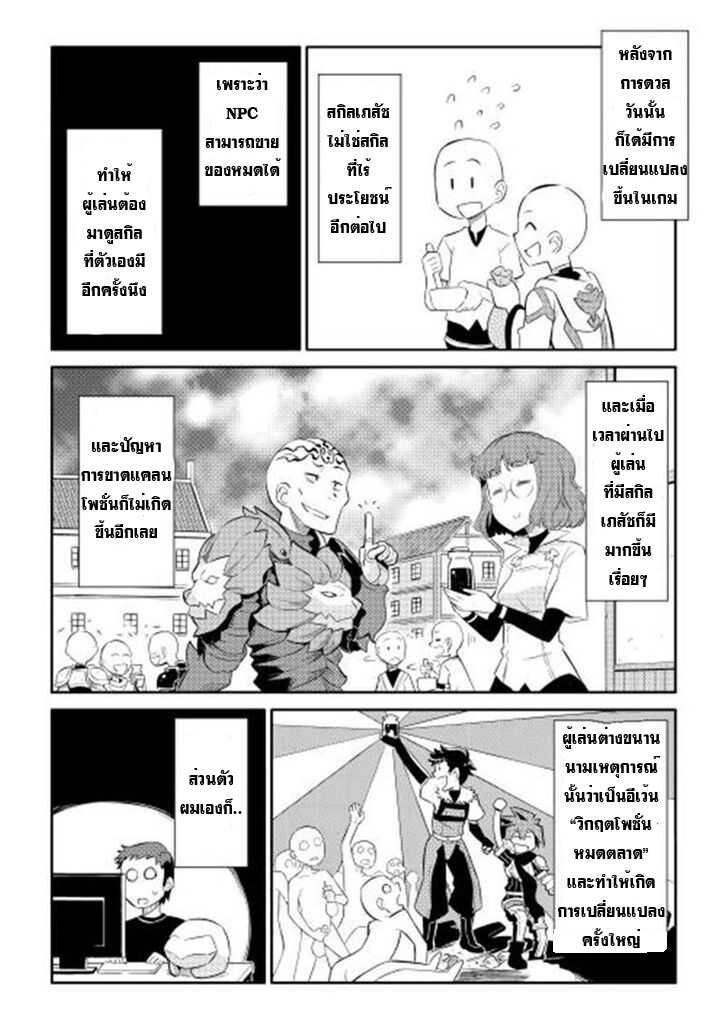 หลังจาก
การดวล
วันนั้น
ก็ได้มีการ
เปลี่ยนแปลง
ขึ้นในเกม
สกิลเภสัช
ไม่ใช่สกิล
ที่ไร้
ประโยชน์
อีกต่อไป
เพราะว่า
NPC
สามารถขาย
ของหมดได้
ทำให้
ผู้เล่นต้อง
มาดูสกิล
ที่ตัวเองมี
อีกครั้งนึง
และเมื่อ
เวลาผ่านไป
ผู้เล่น
ที่มีสกิล
เภสัชก็มี
มากขึ้น
เรื่อยๆ
และปัญหา
การขาดแคลน
โพชั่นก็ไม่เกิด
ขึ้นอีกเลย
ผู้เล่นต่างขนาน
นามเหตุการณ์
นั้นว่าเป็นอีเว้น
“วิกฤตโพชั่น
หมดตลาด”
และทำให้เกิด
การเปลี่ยนแปลง
ครั้งใหญ่
ส่วนตัว
ผมเองก็..